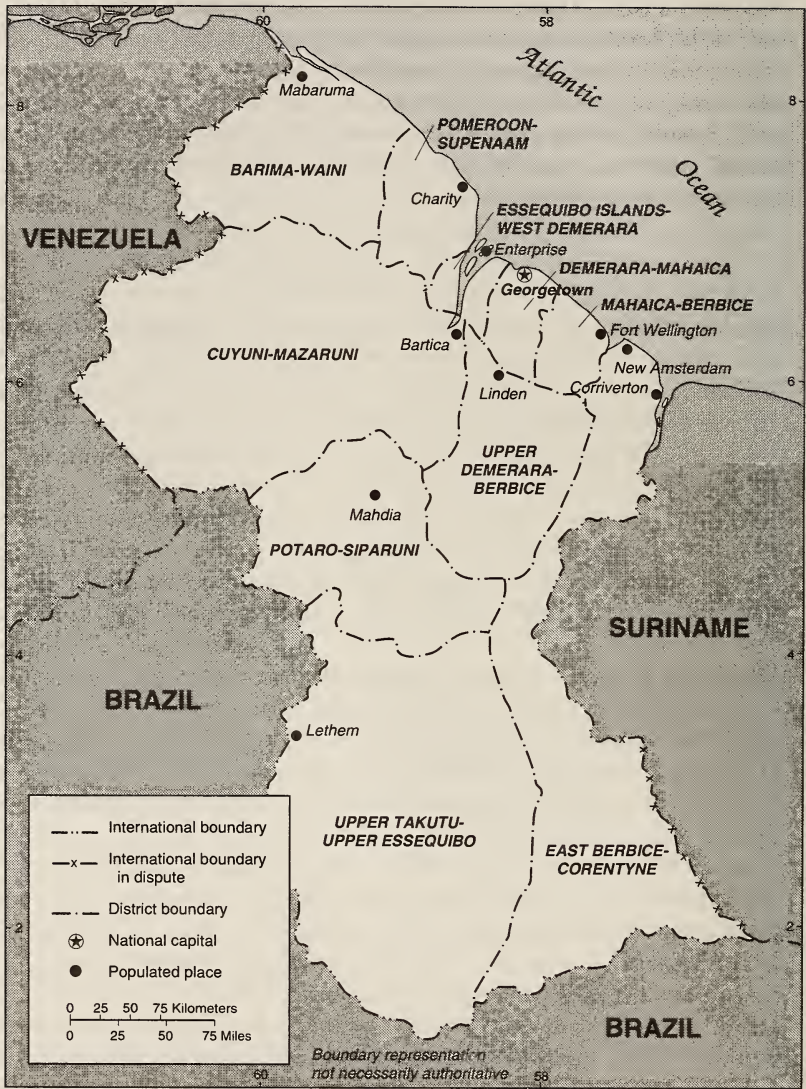 60
58
Atlantic
Ocean
8
8
Mabaruma
POMEROON-
SUPENAAM
BARIMA-WAINI
Charity
ESSEQUIBO ISLANDS-
WEST DEMERARA
VENEZUELA
Enterprise
DEMERARA-MAHAICA
Georgetown
MAHAICA-BERBICE
Fort Wellington
Bartica
CUYUNI-MAZARUNI
New Amsterdam
6
6
Linden
Corriverton
UPPER
DEMERARA-
BERBICE
Mahdia
POTARO-SIPARUNI
SURINAME
4
4
BRAZIL
Lethem
International boundary
International boundary
in dispute
District boundary
National capital
Populated place
0 25 50 75 Kilometers
0 25 50 75 Miles
UPPER TAKUTU-
UPPER ESSEQUIBO
EAST BERBICE-
CORENTYNE
2
2
BRAZIL
Boundary representation
not necessarily authoritative
60
58